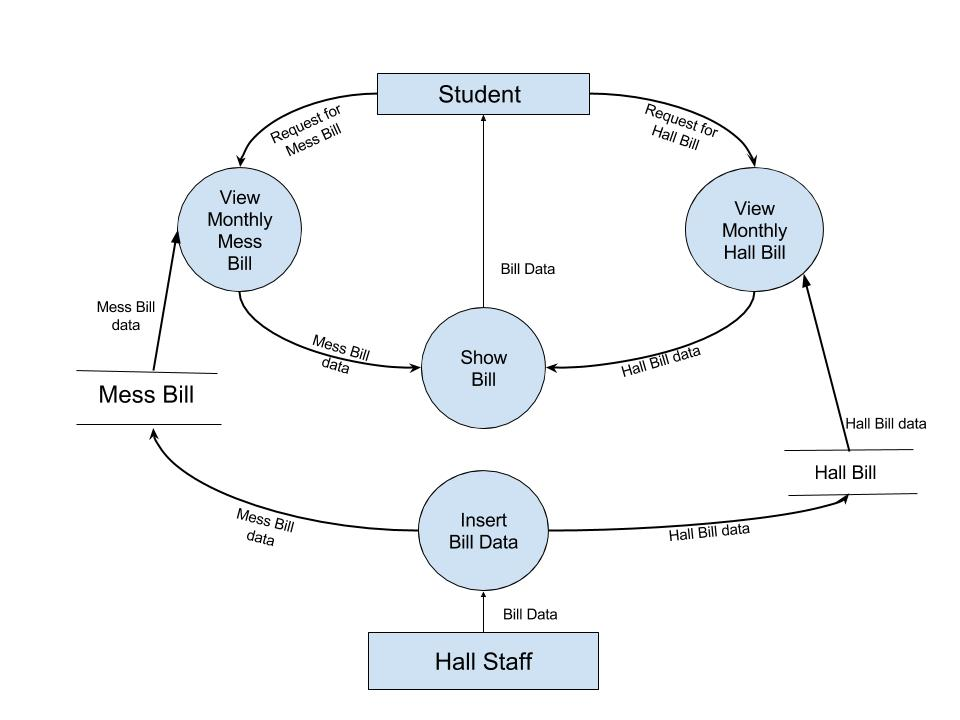 Student
Request for
Mess Bill
Request for
Hall Bill
View
Monthly
Mess
Bill
View
Monthly
Hall Bill
Bill Data
Mess Bill
data
Mess Bill
data
Show
Bill
Hall Bill data
Mess Bill
Hall Bill data
Hall Bill
Mess Bill
data
Insert
Bill Data
Hall Bill data
Bill Data
Hall Staff